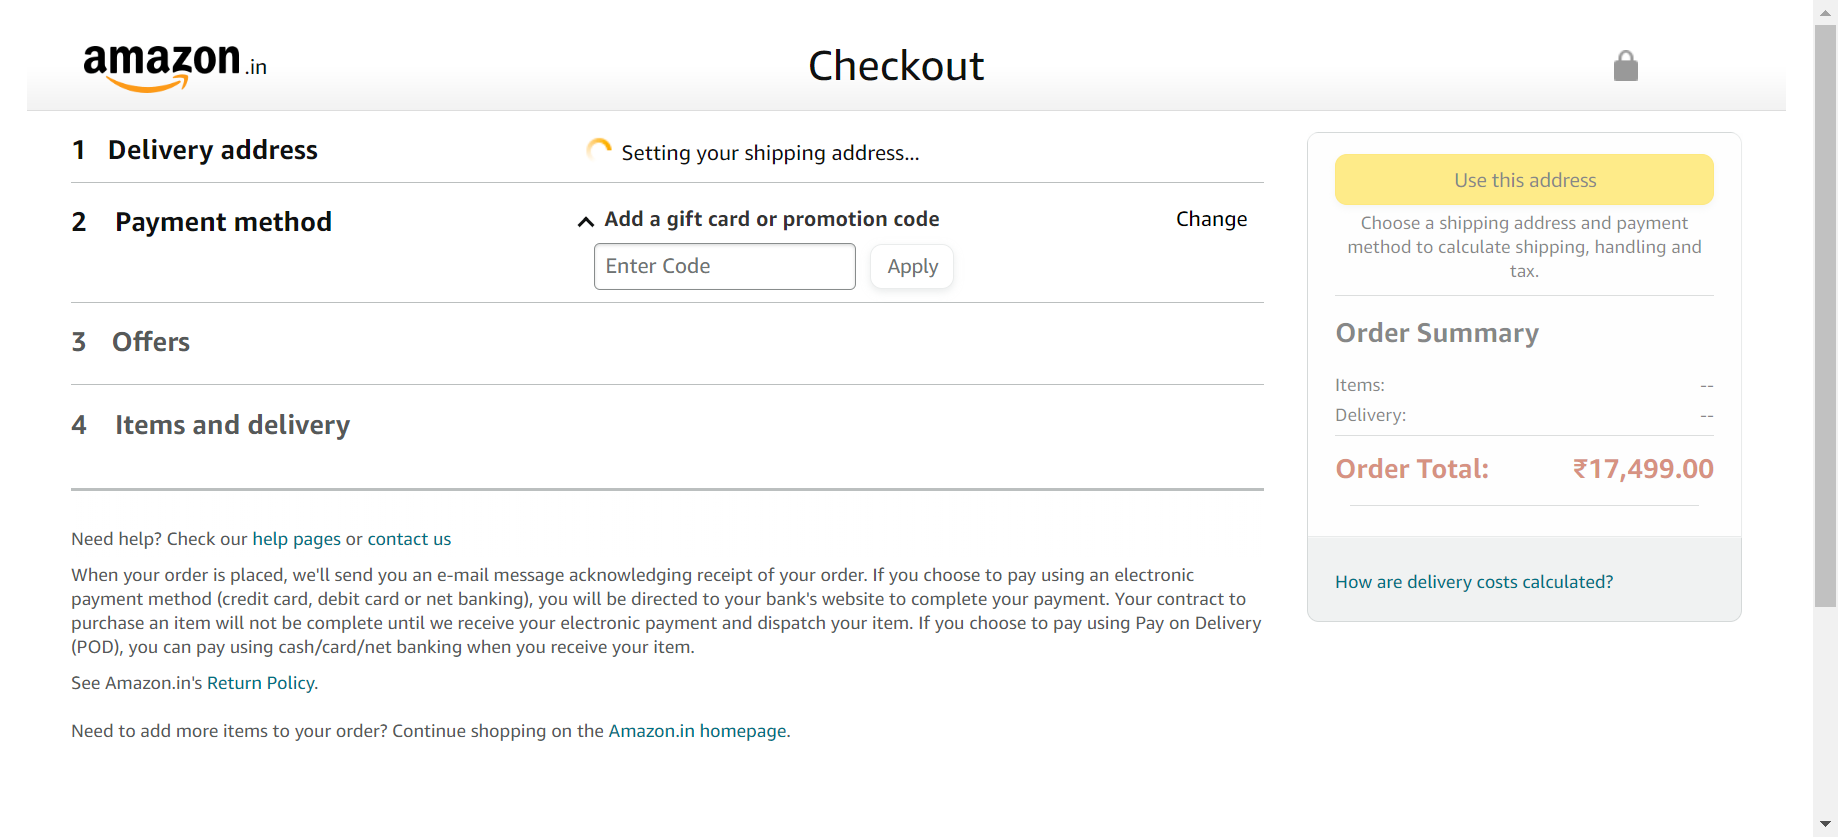 amazon.in
Checkout
1 Delivery address
Setting your shipping address...
2 Payment method
Add a gift card or promotion code
Change
Enter Code
Apply
3 Offers
4 Items and delivery
Need help? Check our help pages or contact us
When your order is placed, we'll send you an e-mail message acknowledging receipt of your order. If you choose to pay using an electronic
payment method (credit card, debit card or net banking), you will be directed to your bank's website to complete your payment. Your contract to
purchase an item will not be complete until we receive your electronic payment and dispatch your item. If you choose to pay using Pay on Delivery
(POD), you can pay using cash/card/net banking when you receive your item.
See Amazon.in's Return Policy.
Need to add more items to your order? Continue shopping on the Amazon.in homepage.
Use this address
Choose a shipping address and payment
method to calculate shipping, handling and
tax.
Order Summary
Items: --
Delivery: --
Order Total: ₹17,499.00
How are delivery costs calculated?